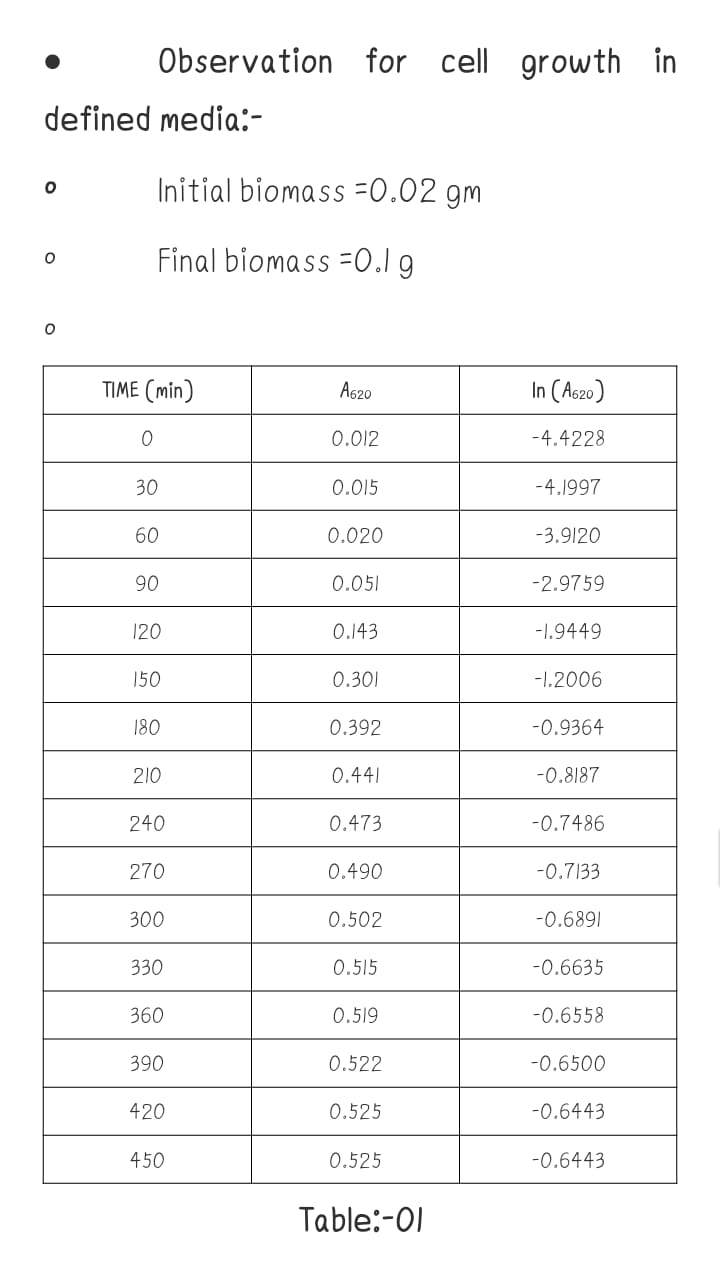 ● Observation for cell growth in
defined media:-
o Initial biomass =0.02 gm
o Final biomass =0.1 g
o
TIME (min) A620 ln (A620)
0 0.012 -4.4228
30 0.015 -4.1997
60 0.020 -3.9120
90 0.051 -2.9759
120 0.143 -1.9449
150 0.301 -1.2006
180 0.392 -0.9364
210 0.441 -0.8187
240 0.473 -0.7486
270 0.490 -0.7133
300 0.502 -0.6891
330 0.515 -0.6635
360 0.519 -0.6558
390 0.522 -0.6500
420 0.525 -0.6443
450 0.525 -0.6443
Table:-01